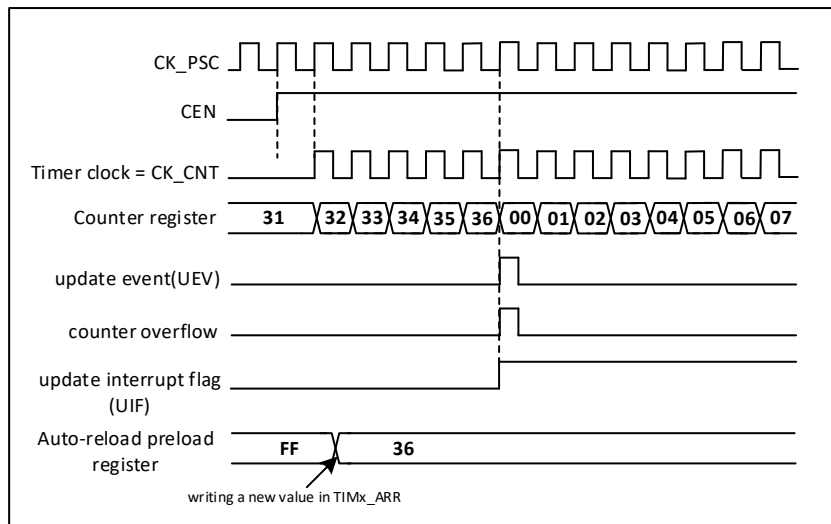 CK_PSC
CEN
Timer clock = CK_CNT
Counter register
31 32 33 34 35 36 00 01 02 03 04 05 06 07
update event(UEV)
counter overflow
update interrupt flag
(UIF)
Auto-reload preload
register
FF 36
writing a new value in TIMx_ARR